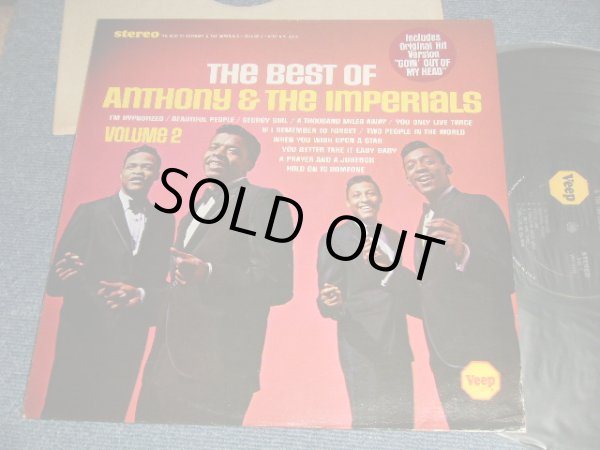 stereo
Includes
Original Hit
Version
"GOIN' OUT OF
MY HEAD"
THE BEST OF
ANTHONY & THE IMPERIALS
I'M HYPNOTIZED / BEAUTIFUL PEOPLE / GEORGY GIRL / A THOUSAND MILES AWAY / YOU ONLY LIVE TWICE
VOLUME 2
IF I REMEMBER TO FORGET / TWO PEOPLE IN THE WORLD
WHEN YOU WISH UPON A STAR
YOU BETTER TAKE IT EASY BABY
A PRAYER AND A JUKEBOX
HOLD ON TO SOMEONE
SOLD OUT
Veep
Veep